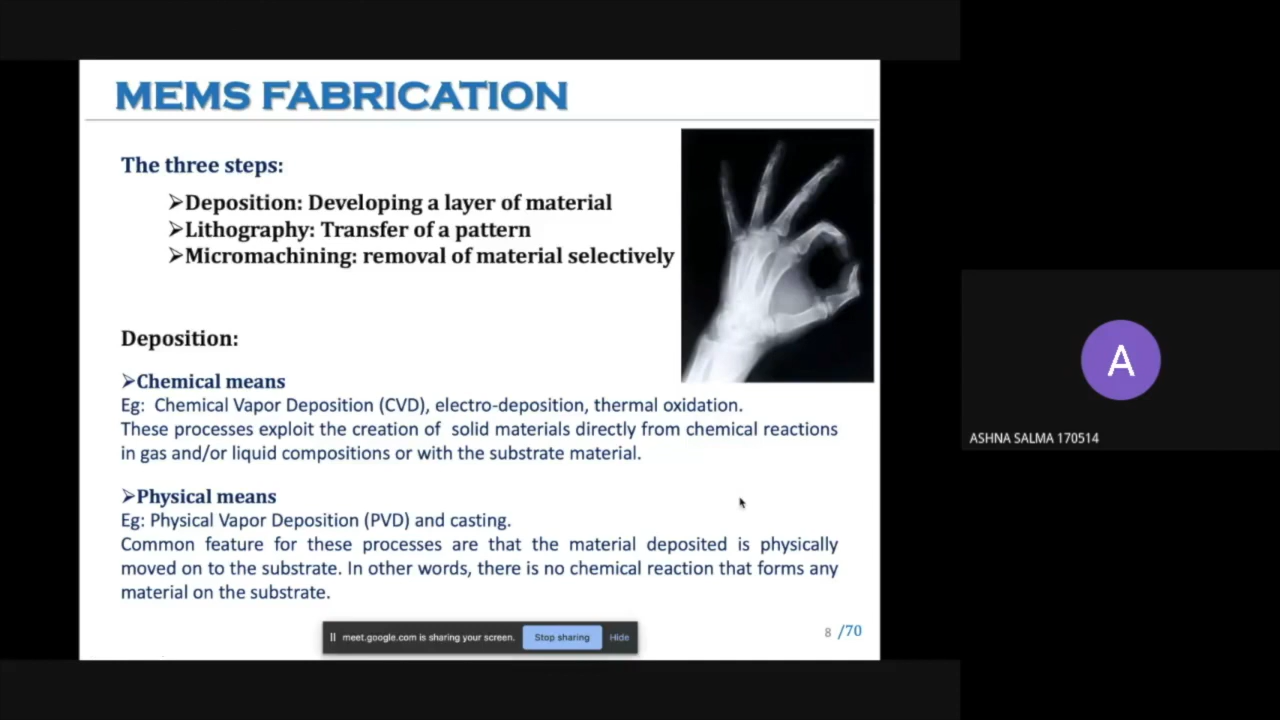 MEMS FABRICATION
The three steps:
➢Deposition: Developing a layer of material
➢Lithography: Transfer of a pattern
➢Micromachining: removal of material selectively
Deposition:
➢Chemical means
Eg: Chemical Vapor Deposition (CVD), electro-deposition, thermal oxidation.
These processes exploit the creation of solid materials directly from chemical reactions
in gas and/or liquid compositions or with the substrate material.
➢Physical means
Eg: Physical Vapor Deposition (PVD) and casting.
Common feature for these processes are that the material deposited is physically
moved on to the substrate. In other words, there is no chemical reaction that forms any
material on the substrate.
meet.google.com is sharing your screen. Stop sharing Hide
8 /70
A
ASHNA SALMA 170514